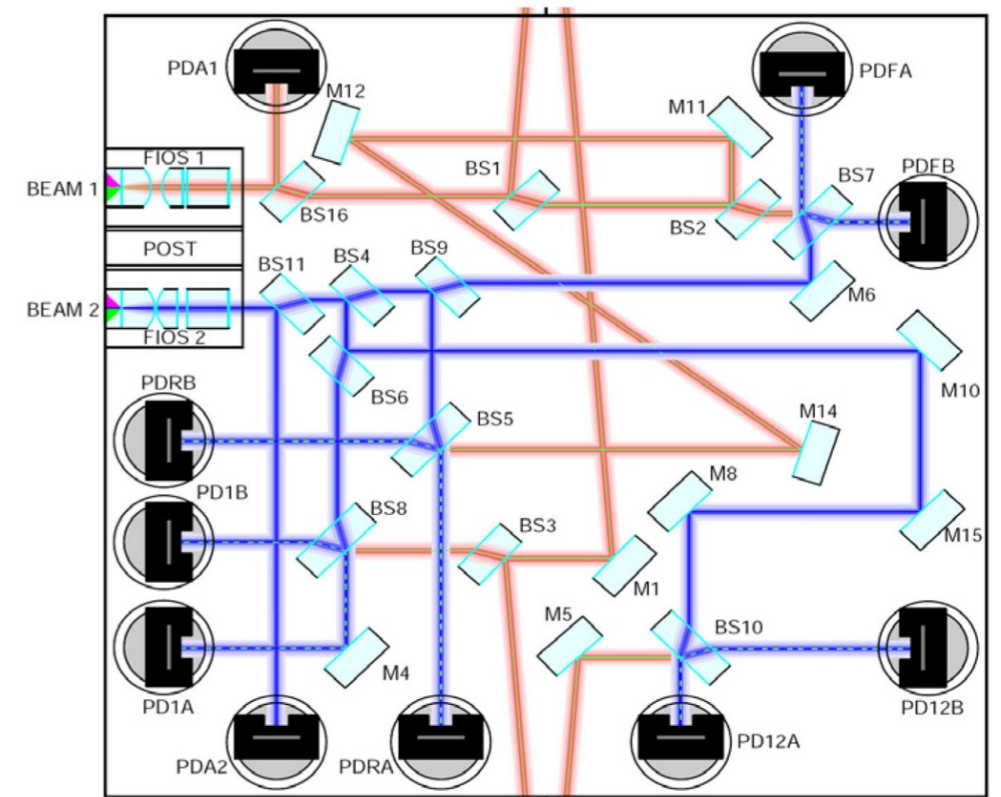 PDA1
M12
PDFA
M11
FIOS 1
BS1
BS7
PDFB
BEAM 1
BS16
BS2
POST
BS11
BS4
BS9
M6
BEAM 2
FIOS 2
M10
PDRB
BS6
BS5
M14
PD1B
M8
BS8
BS3
M15
M1
M5
BS10
M4
PD1A
PD12B
PDA2
PDRA
PD12A